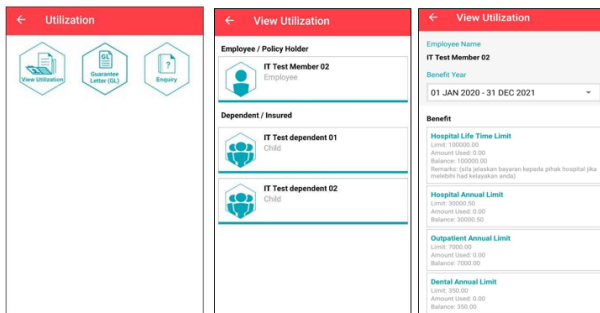 Utilization
View Utilization
Guarantee
Letter (GL)
GL
Enquiry
?
View Utilization
Employee / Policy Holder
IT Test Member 02
Employee
Dependent / Insured
IT Test dependent 01
Child
IT Test dependent 02
Child
View Utilization
Employee Name
IT Test Member 02
Benefit Year
01 JAN 2020 - 31 DEC 2021
Benefit
Hospital Life Time Limit
Limit: 100000.00
Amount Used: 0.00
Balance: 100000.00
Remarks: (sila jelaskan bayaran kepada pihak hospital jika
melebihi had kelayakan anda)
Hospital Annual Limit
Limit: 30000.50
Amount Used: 0.00
Balance: 30000.50
Outpatient Annual Limit
Limit: 7000.00
Amount Used: 0.00
Balance: 7000.00
Dental Annual Limit
Limit: 350.00
Amount Used: 0.00
Balance: 350.00